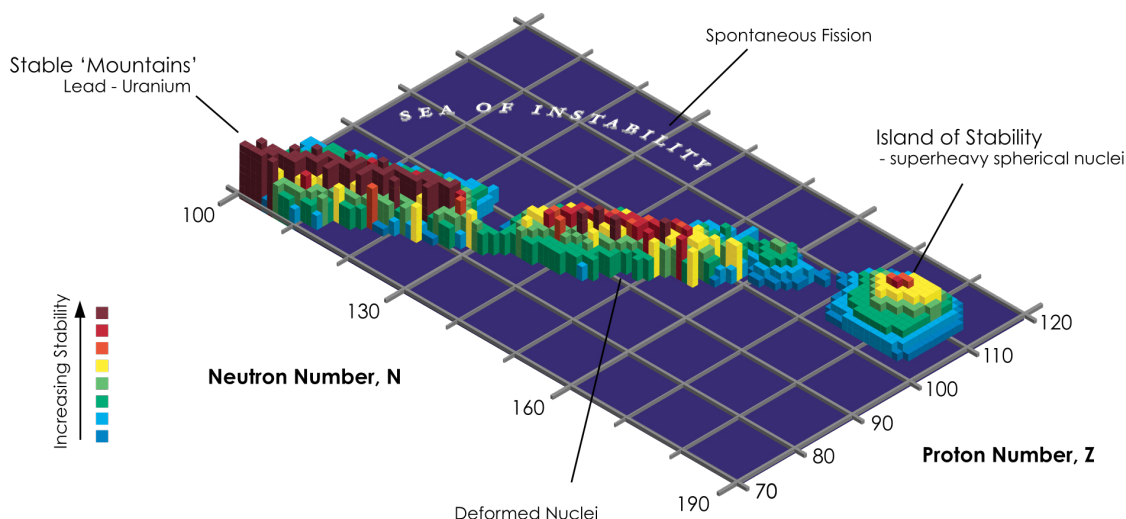 Spontaneous Fission
Stable ‘Mountains’
Lead - Uranium
SEA OF INSTABILITY
Island of Stability
- superheavy spherical nuclei
100
130
160
190
70
80
90
100
110
120
Increasing Stability
Neutron Number, N
Proton Number, Z
Deformed Nuclei